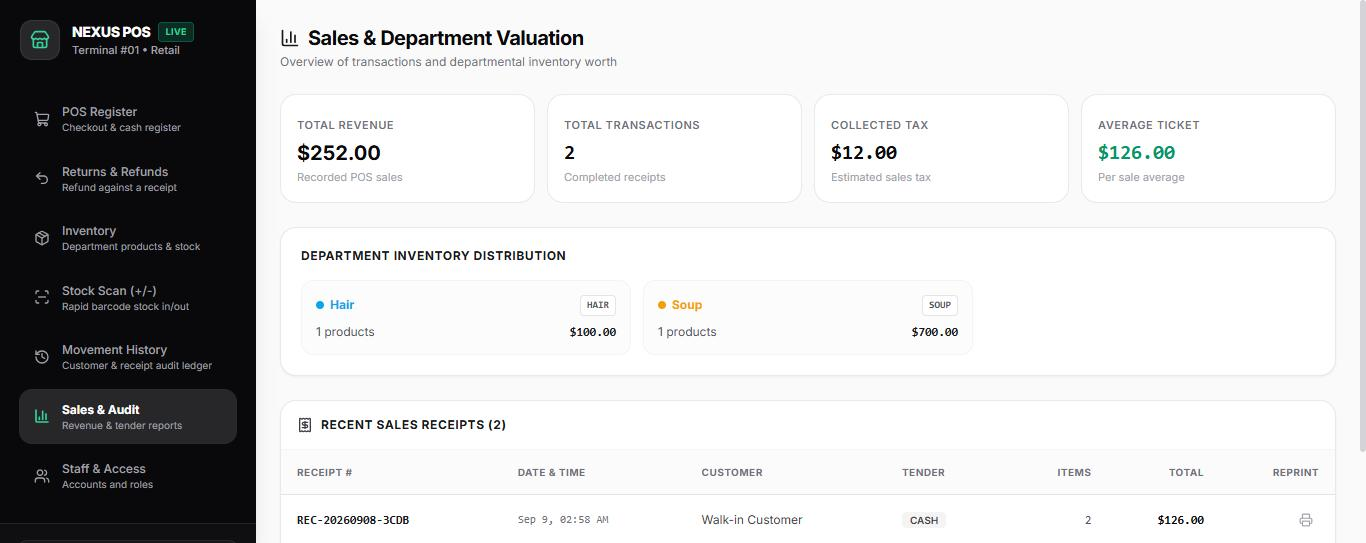 NEXUS POS LIVE
Terminal #01 • Retail
POS Register
Checkout & cash register
Returns & Refunds
Refund against a receipt
Inventory
Department products & stock
Stock Scan (+/-)
Rapid barcode stock in/out
Movement History
Customer & receipt audit ledger
Sales & Audit
Revenue & tender reports
Staff & Access
Accounts and roles
Sales & Department Valuation
Overview of transactions and departmental inventory worth
TOTAL REVENUE
$252.00
Recorded POS sales
TOTAL TRANSACTIONS
2
Completed receipts
COLLECTED TAX
$12.00
Estimated sales tax
AVERAGE TICKET
$126.00
Per sale average
DEPARTMENT INVENTORY DISTRIBUTION
Hair HAIR
1 products $100.00
Soup SOUP
1 products $700.00
RECENT SALES RECEIPTS (2)
RECEIPT # DATE & TIME CUSTOMER TENDER ITEMS TOTAL REPRINT
REC-20260908-3CDB Sep 9, 02:58 AM Walk-in Customer CASH 2 $126.00